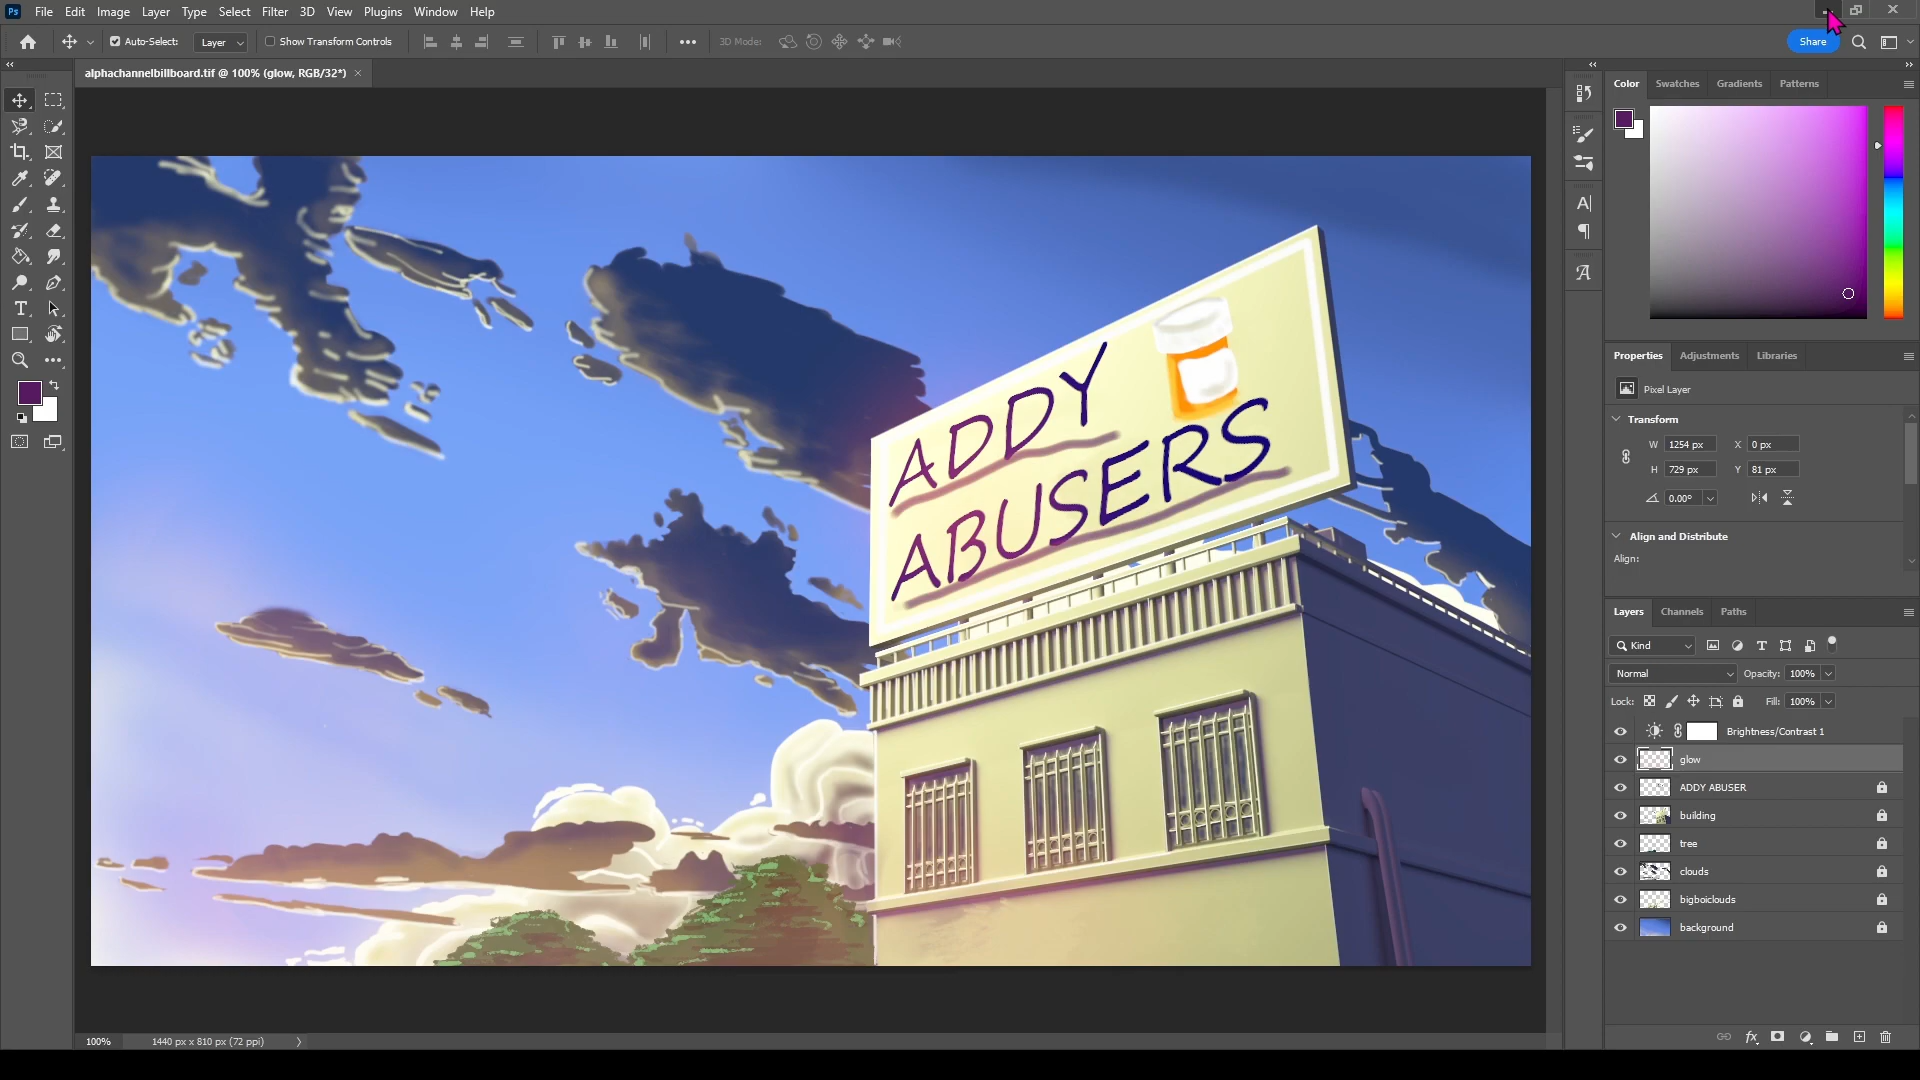 Ps File Edit Image Layer Type Select Filter 3D View Plugins Window Help
Auto-Select: Layer Show Transform Controls 3D Mode: Share
alphachannelbillboard.tif @ 100% (glow, RGB/32*)
Color Swatches Gradients Patterns
ADDY
ABUSERS
Properties Adjustments Libraries
Pixel Layer
Transform
W 1254 px X 0 px
H 729 px Y 81 px
0.00°
Align and Distribute
Align:
Layers Channels Paths
Kind
Normal Opacity: 100%
Lock: Fill: 100%
Brightness/Contrast 1
glow
ADDY ABUSER
building
tree
clouds
bigboiclouds
background
100% 1440 px x 810 px (72 ppi)